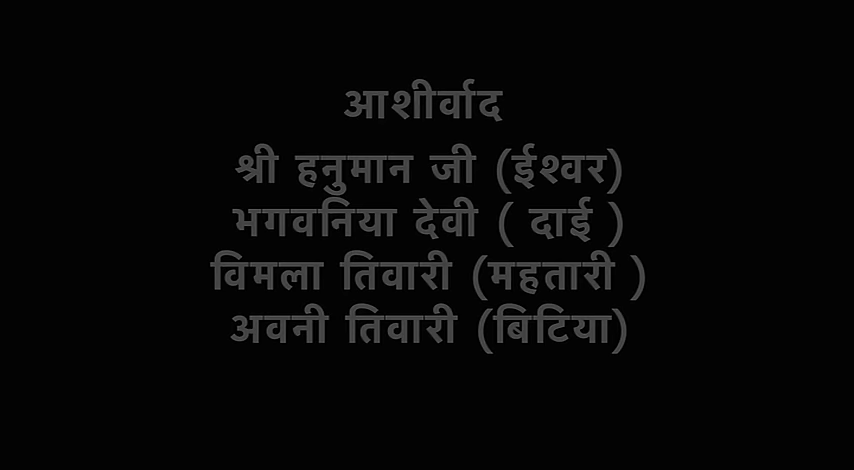 आशीर्वाद
श्री हनुमान जी (ईश्वर)
भगवनिया देवी ( दाई )
विमला तिवारी (महतारी )
अवनी तिवारी (बिटिया)